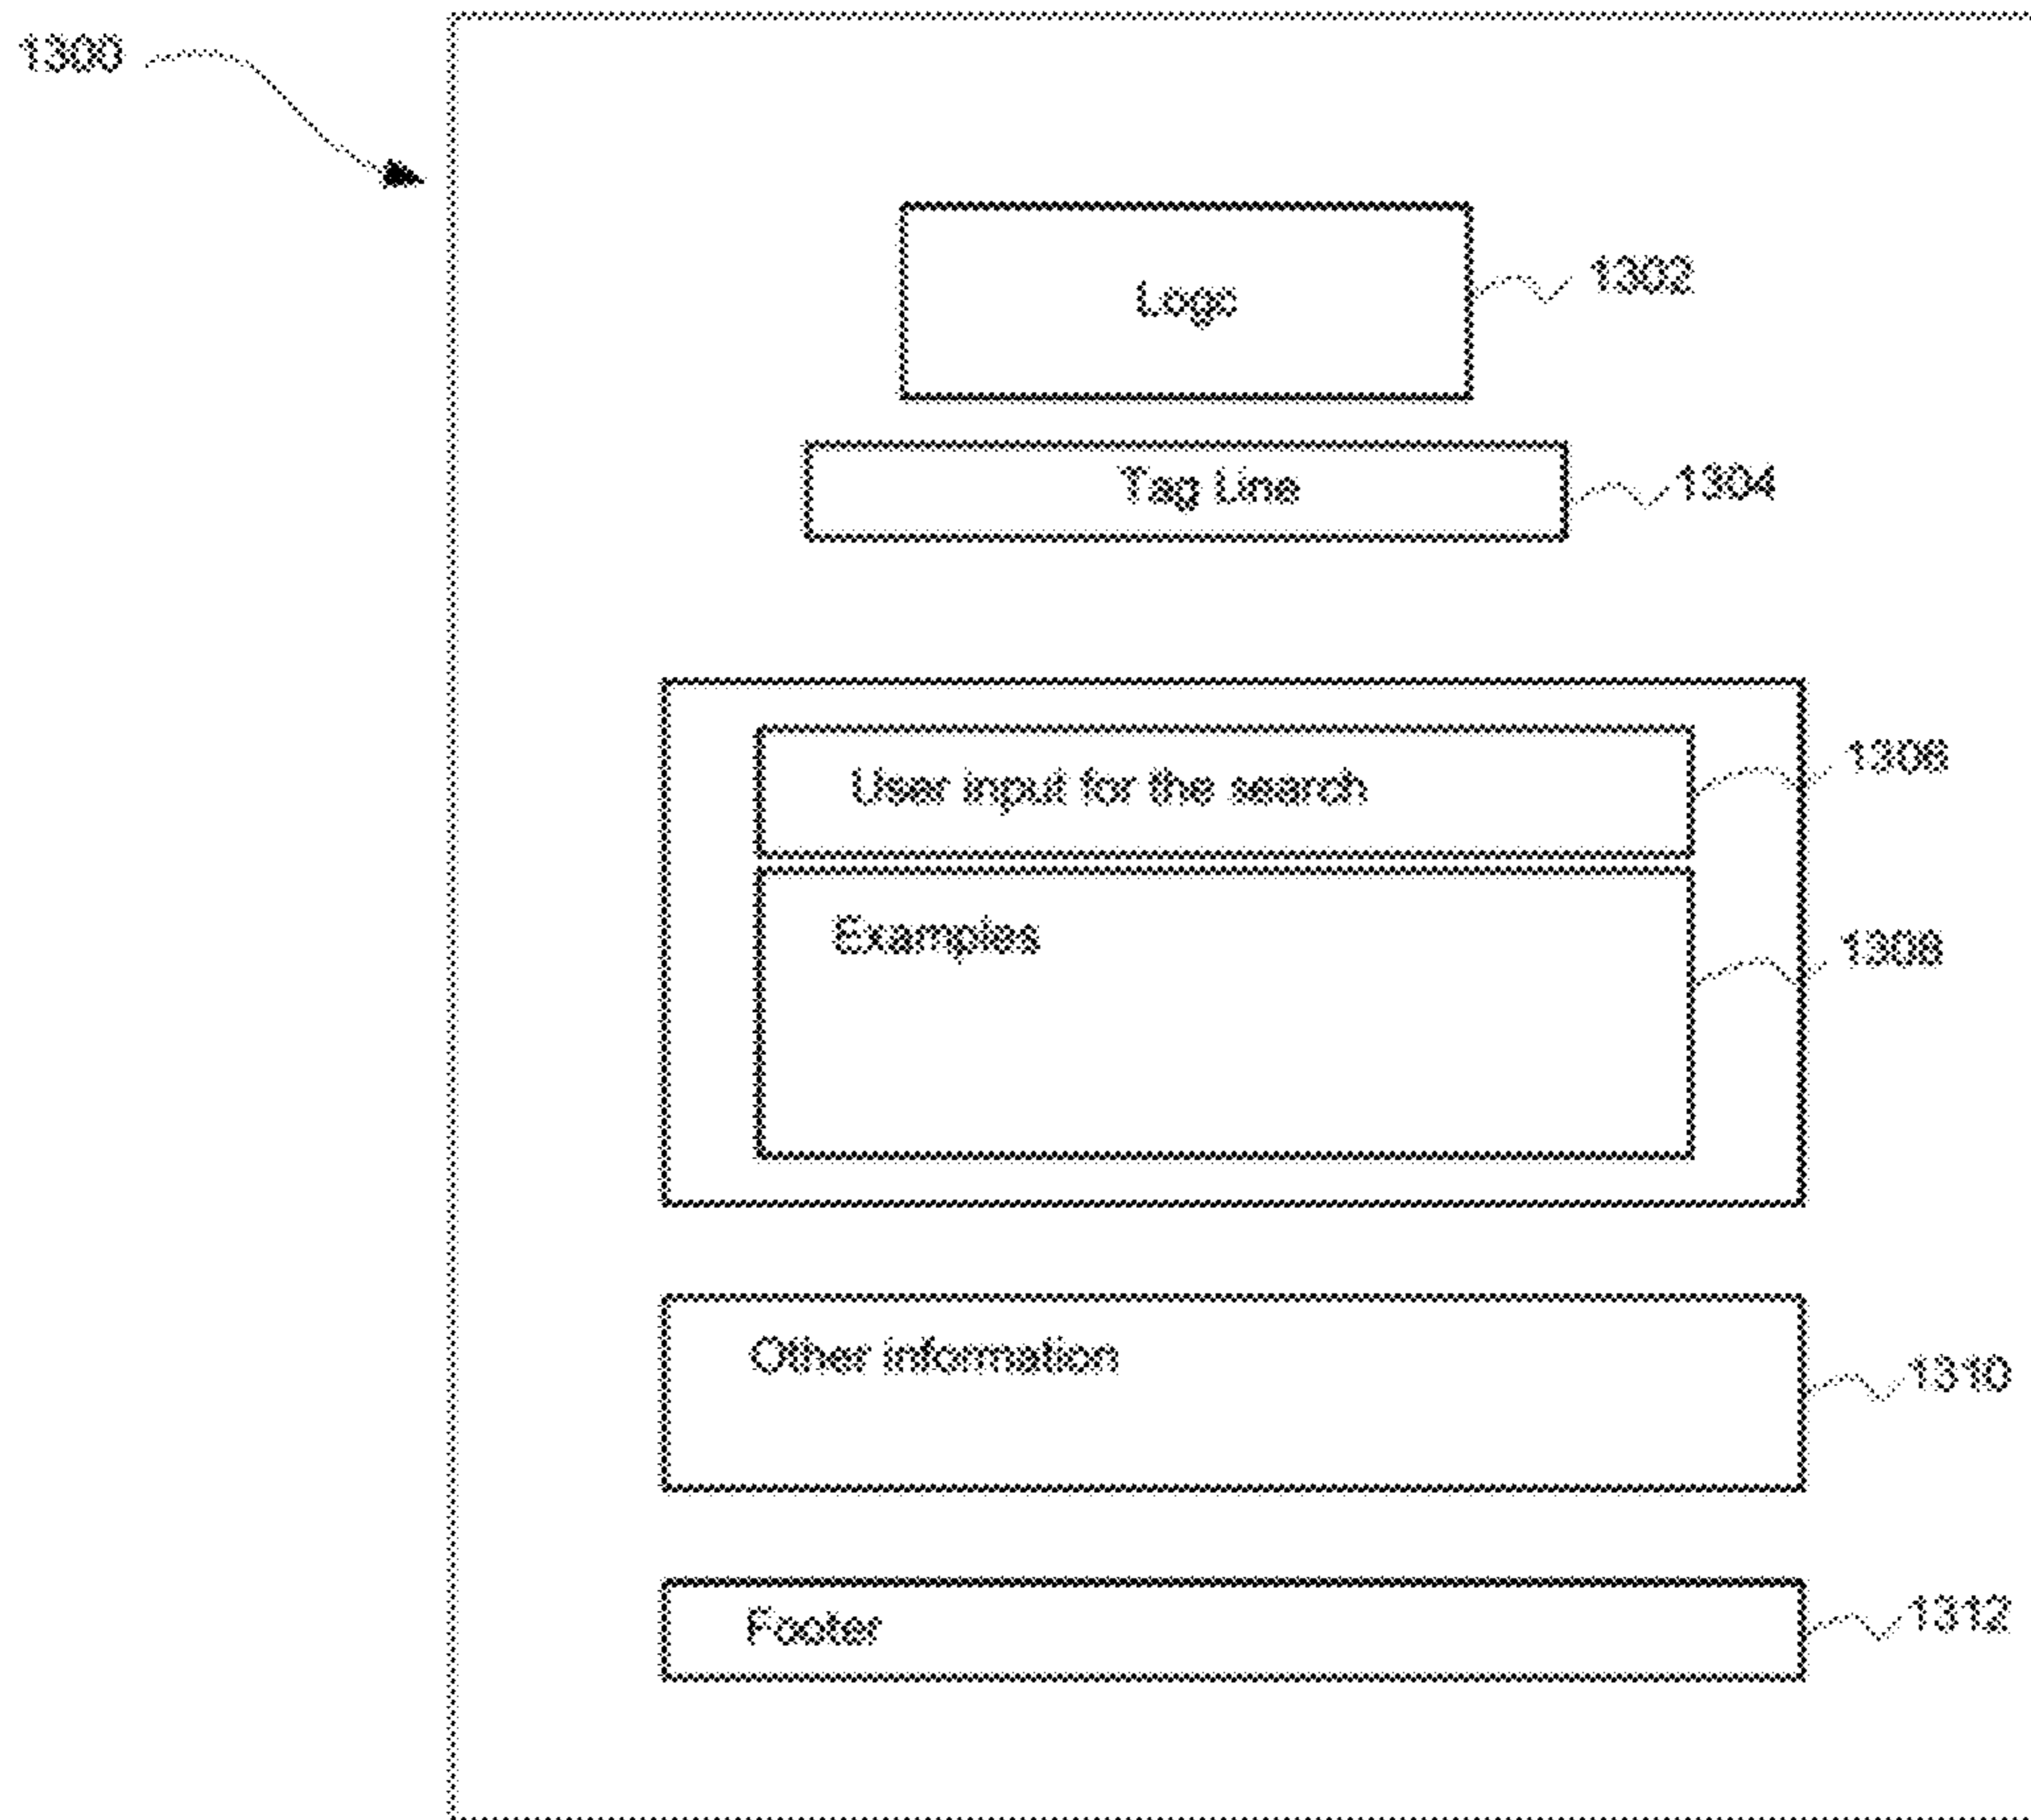 1300
Logo
1302
Tag Line
1304
User input for the search
1306
Examples
1308
Other information
1310
Footer
1312